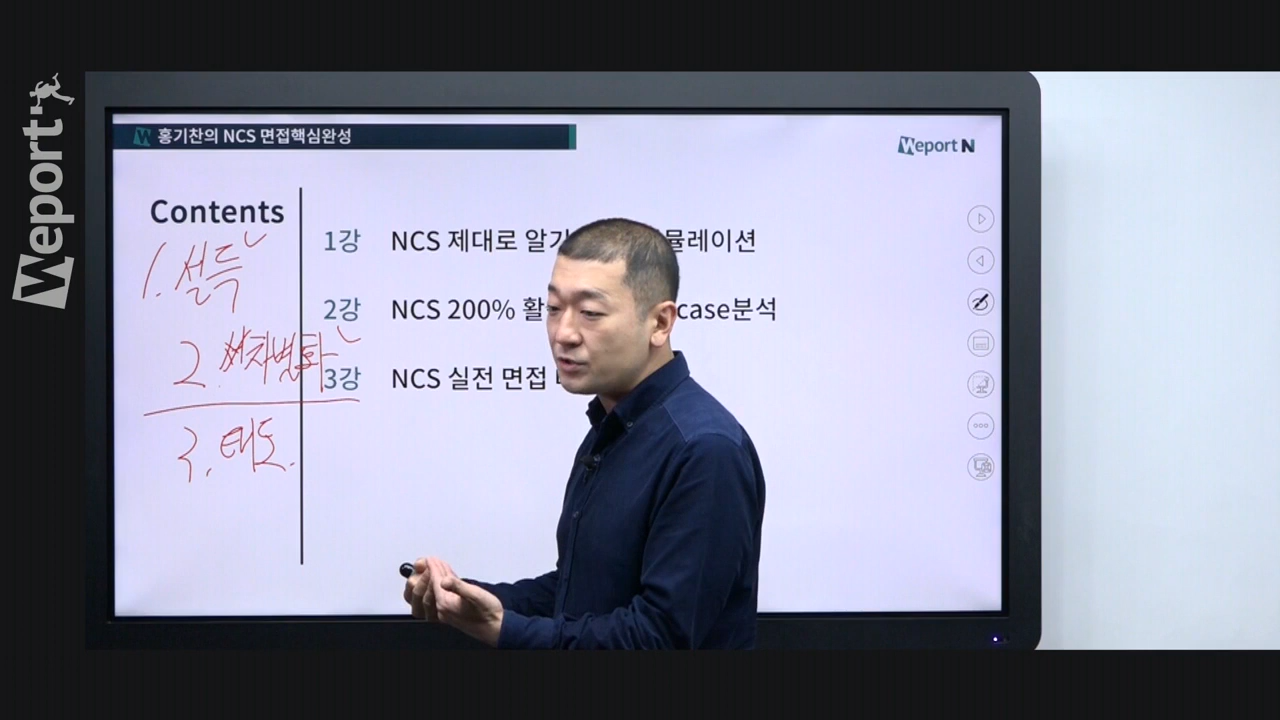 Weport
홍기찬의 NCS 면접핵심완성
Weport N
Contents
1강 NCS 제대로 알기 뮬레이션
2강 NCS 200% 활 case분석
3강 NCS 실전 면접
1. 설득
2. 차별화
3. 태도.